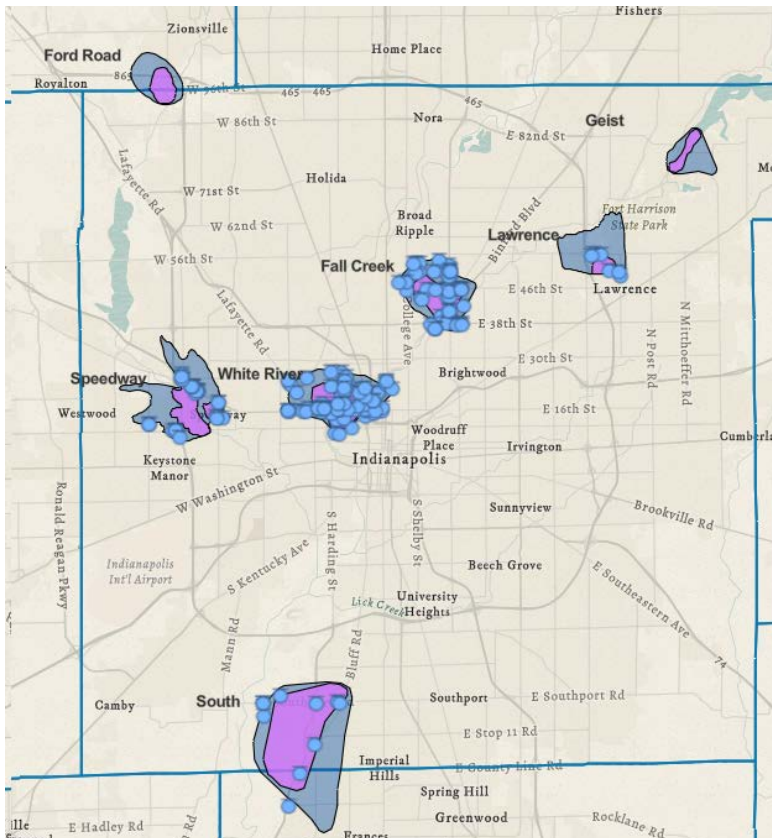 Fishers
Zionsville
Ford Road
Home Place
865
Royalton
W 96th St
465
465
465
W 86th St
Nora
E 82nd St
Geist
Lafayette Rd
W 71st St
Holida
Binford Blvd
Fort Harrison
State Park
W 62nd St
Broad
Ripple
Lawrence
W 56th St
Fall Creek
E 46th St
Lawrence
Lafayette Rd
College Ave
E 38th St
N Post Rd
N Mitthoeffer Rd
E 30th St
Speedway
White River
Brightwood
Westwood
E 16th St
Woodruff
Place
Irvington
Cumberla
Keystone
Manor
Indianapolis
W Washington St
Ronald Reagan Pkwy
S Harding St
S Shelby St
Sunnyview
Brookville Rd
Indianapolis
Int'l Airport
S Kentucky Ave
Beech Grove
E Southeastern Ave
University
Heights
Lick Creek
Mann Rd
Bluff Rd
74
South
Camby
Southport
E Southport Rd
E Stop 11 Rd
Imperial
Hills
E County Line Rd
Spring Hill
ville
E Hadley Rd
Greenwood
Rocklane Rd
Frances